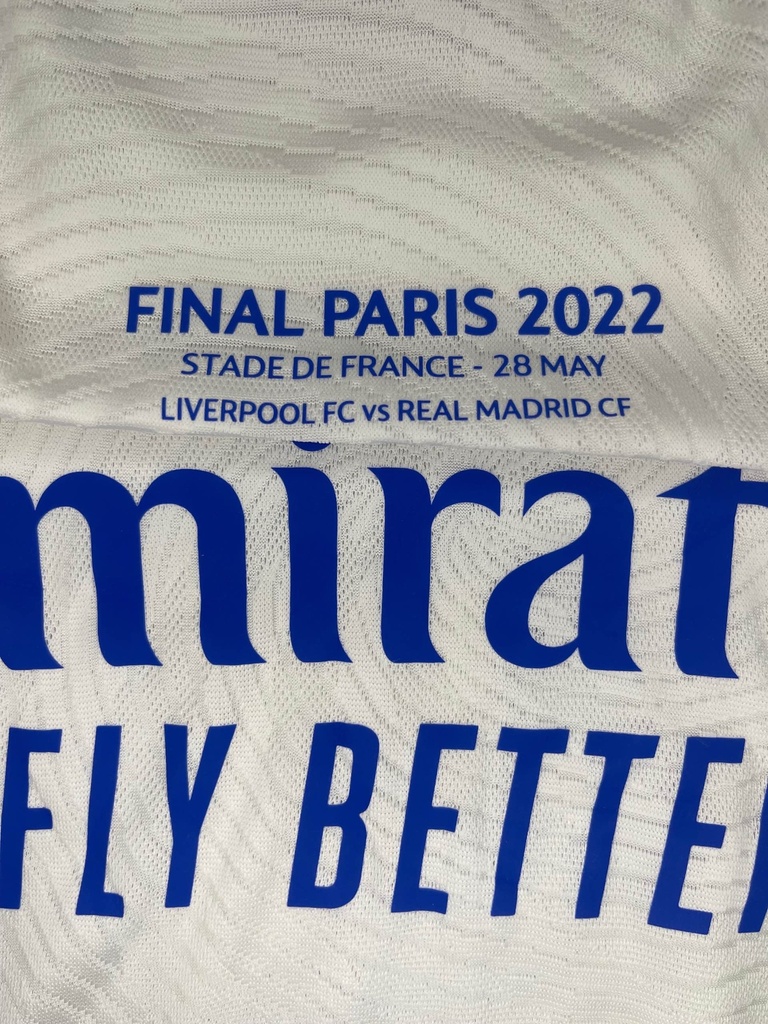 FINAL PARIS 2022
STADE DE FRANCE - 28 MAY
LIVERPOOL FC vs REAL MADRID CF
mirat
FLY BETTE